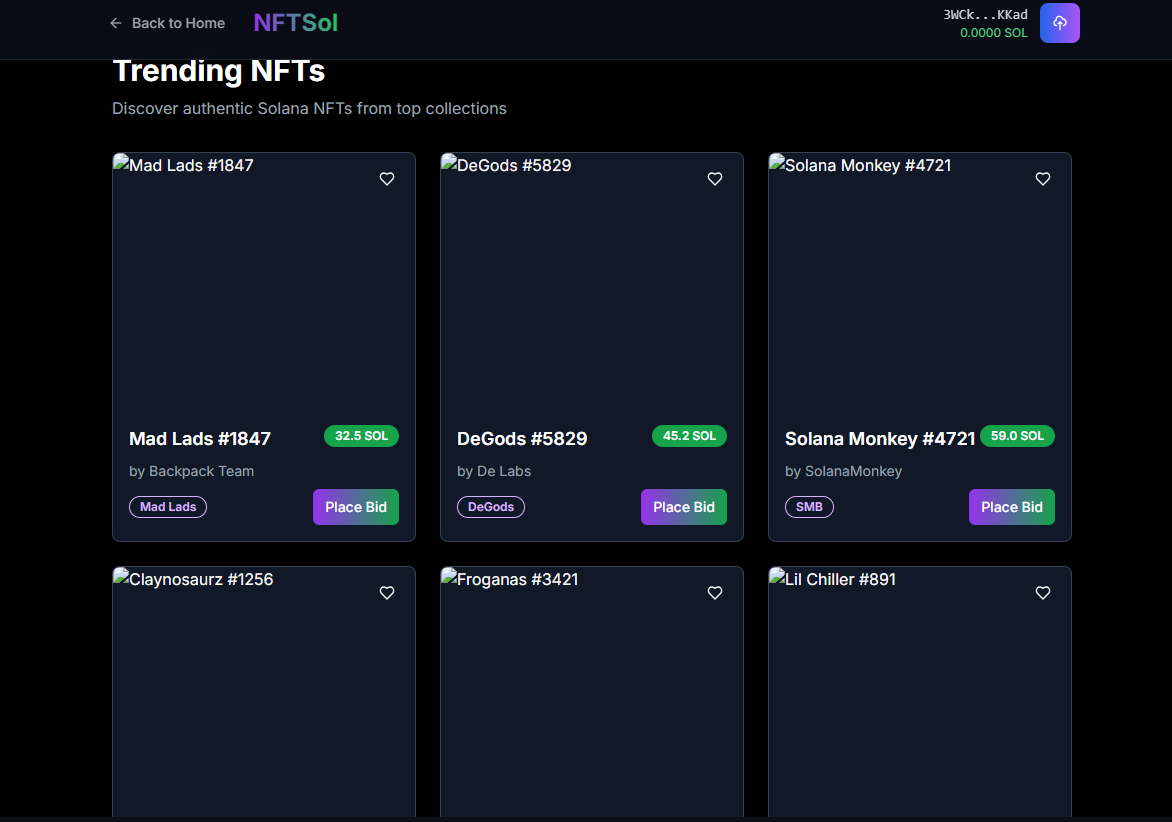 Back to Home
NFTSol
3WCk...KKad
0.0000 SOL
Trending NFTs
Discover authentic Solana NFTs from top collections
Mad Lads #1847
DeGods #5829
Solana Monkey #4721
Mad Lads #1847
32.5 SOL
by Backpack Team
Mad Lads
Place Bid
DeGods #5829
45.2 SOL
by De Labs
DeGods
Place Bid
Solana Monkey #4721
59.0 SOL
by SolanaMonkey
SMB
Place Bid
Claynosaurz #1256
Froganas #3421
Lil Chiller #891